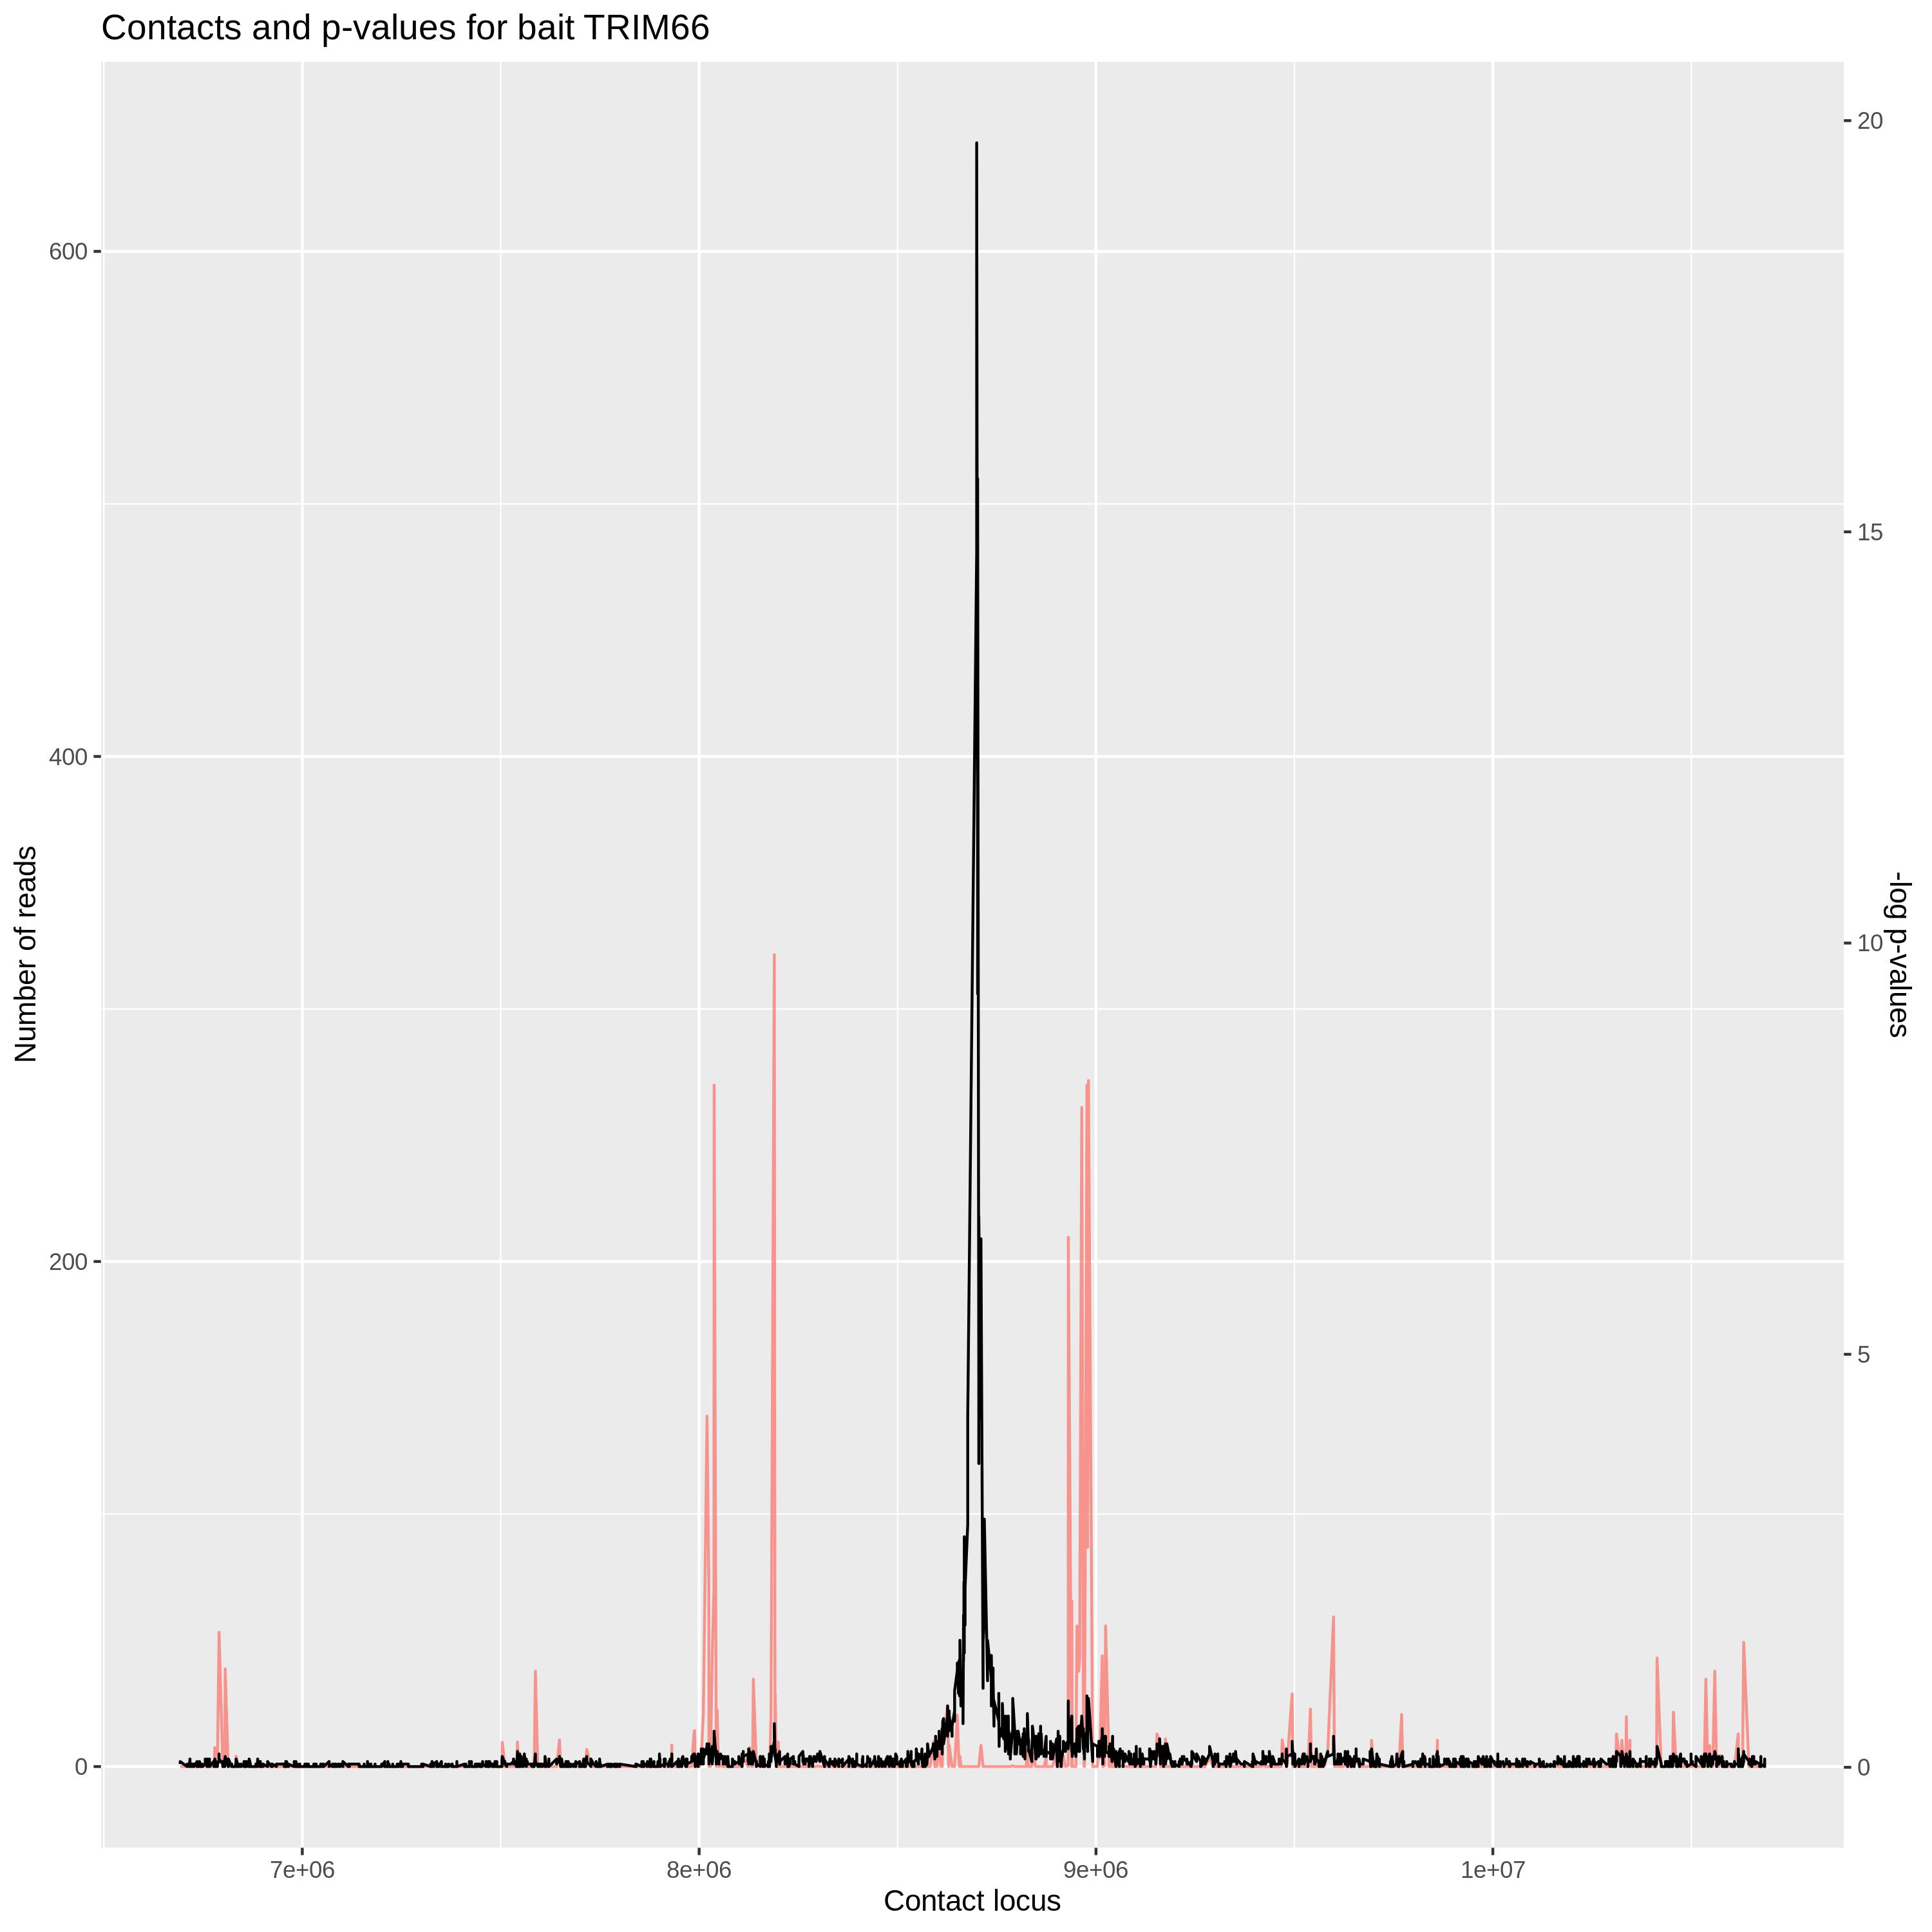 Contacts and p-values for bait TRIM66
600
400
200
0
Number of reads
20
15
10
5
0
-log p-values
7e+06
8e+06
9e+06
1e+07
Contact locus